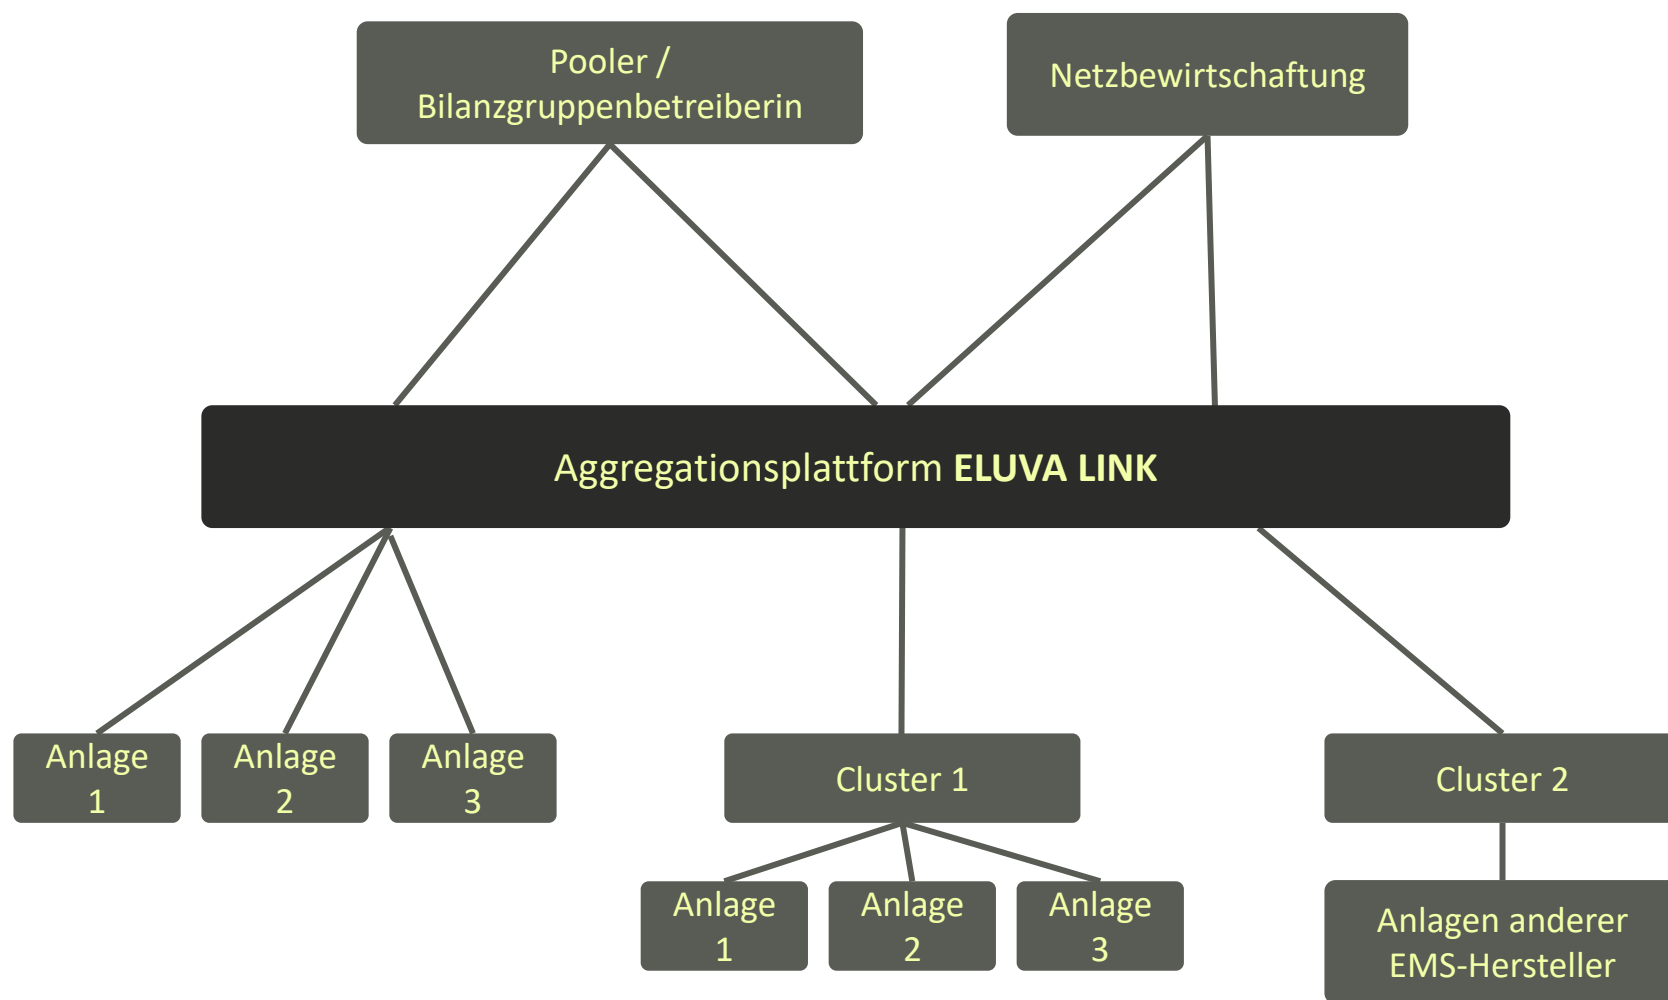 Pooler /
Bilanzgruppenbetreiberin
Netzbewirtschaftung
Aggregationsplattform ELUVA LINK
Anlage
1
Anlage
2
Anlage
3
Cluster 1
Cluster 2
Anlage
1
Anlage
2
Anlage
3
Anlagen anderer
EMS-Hersteller